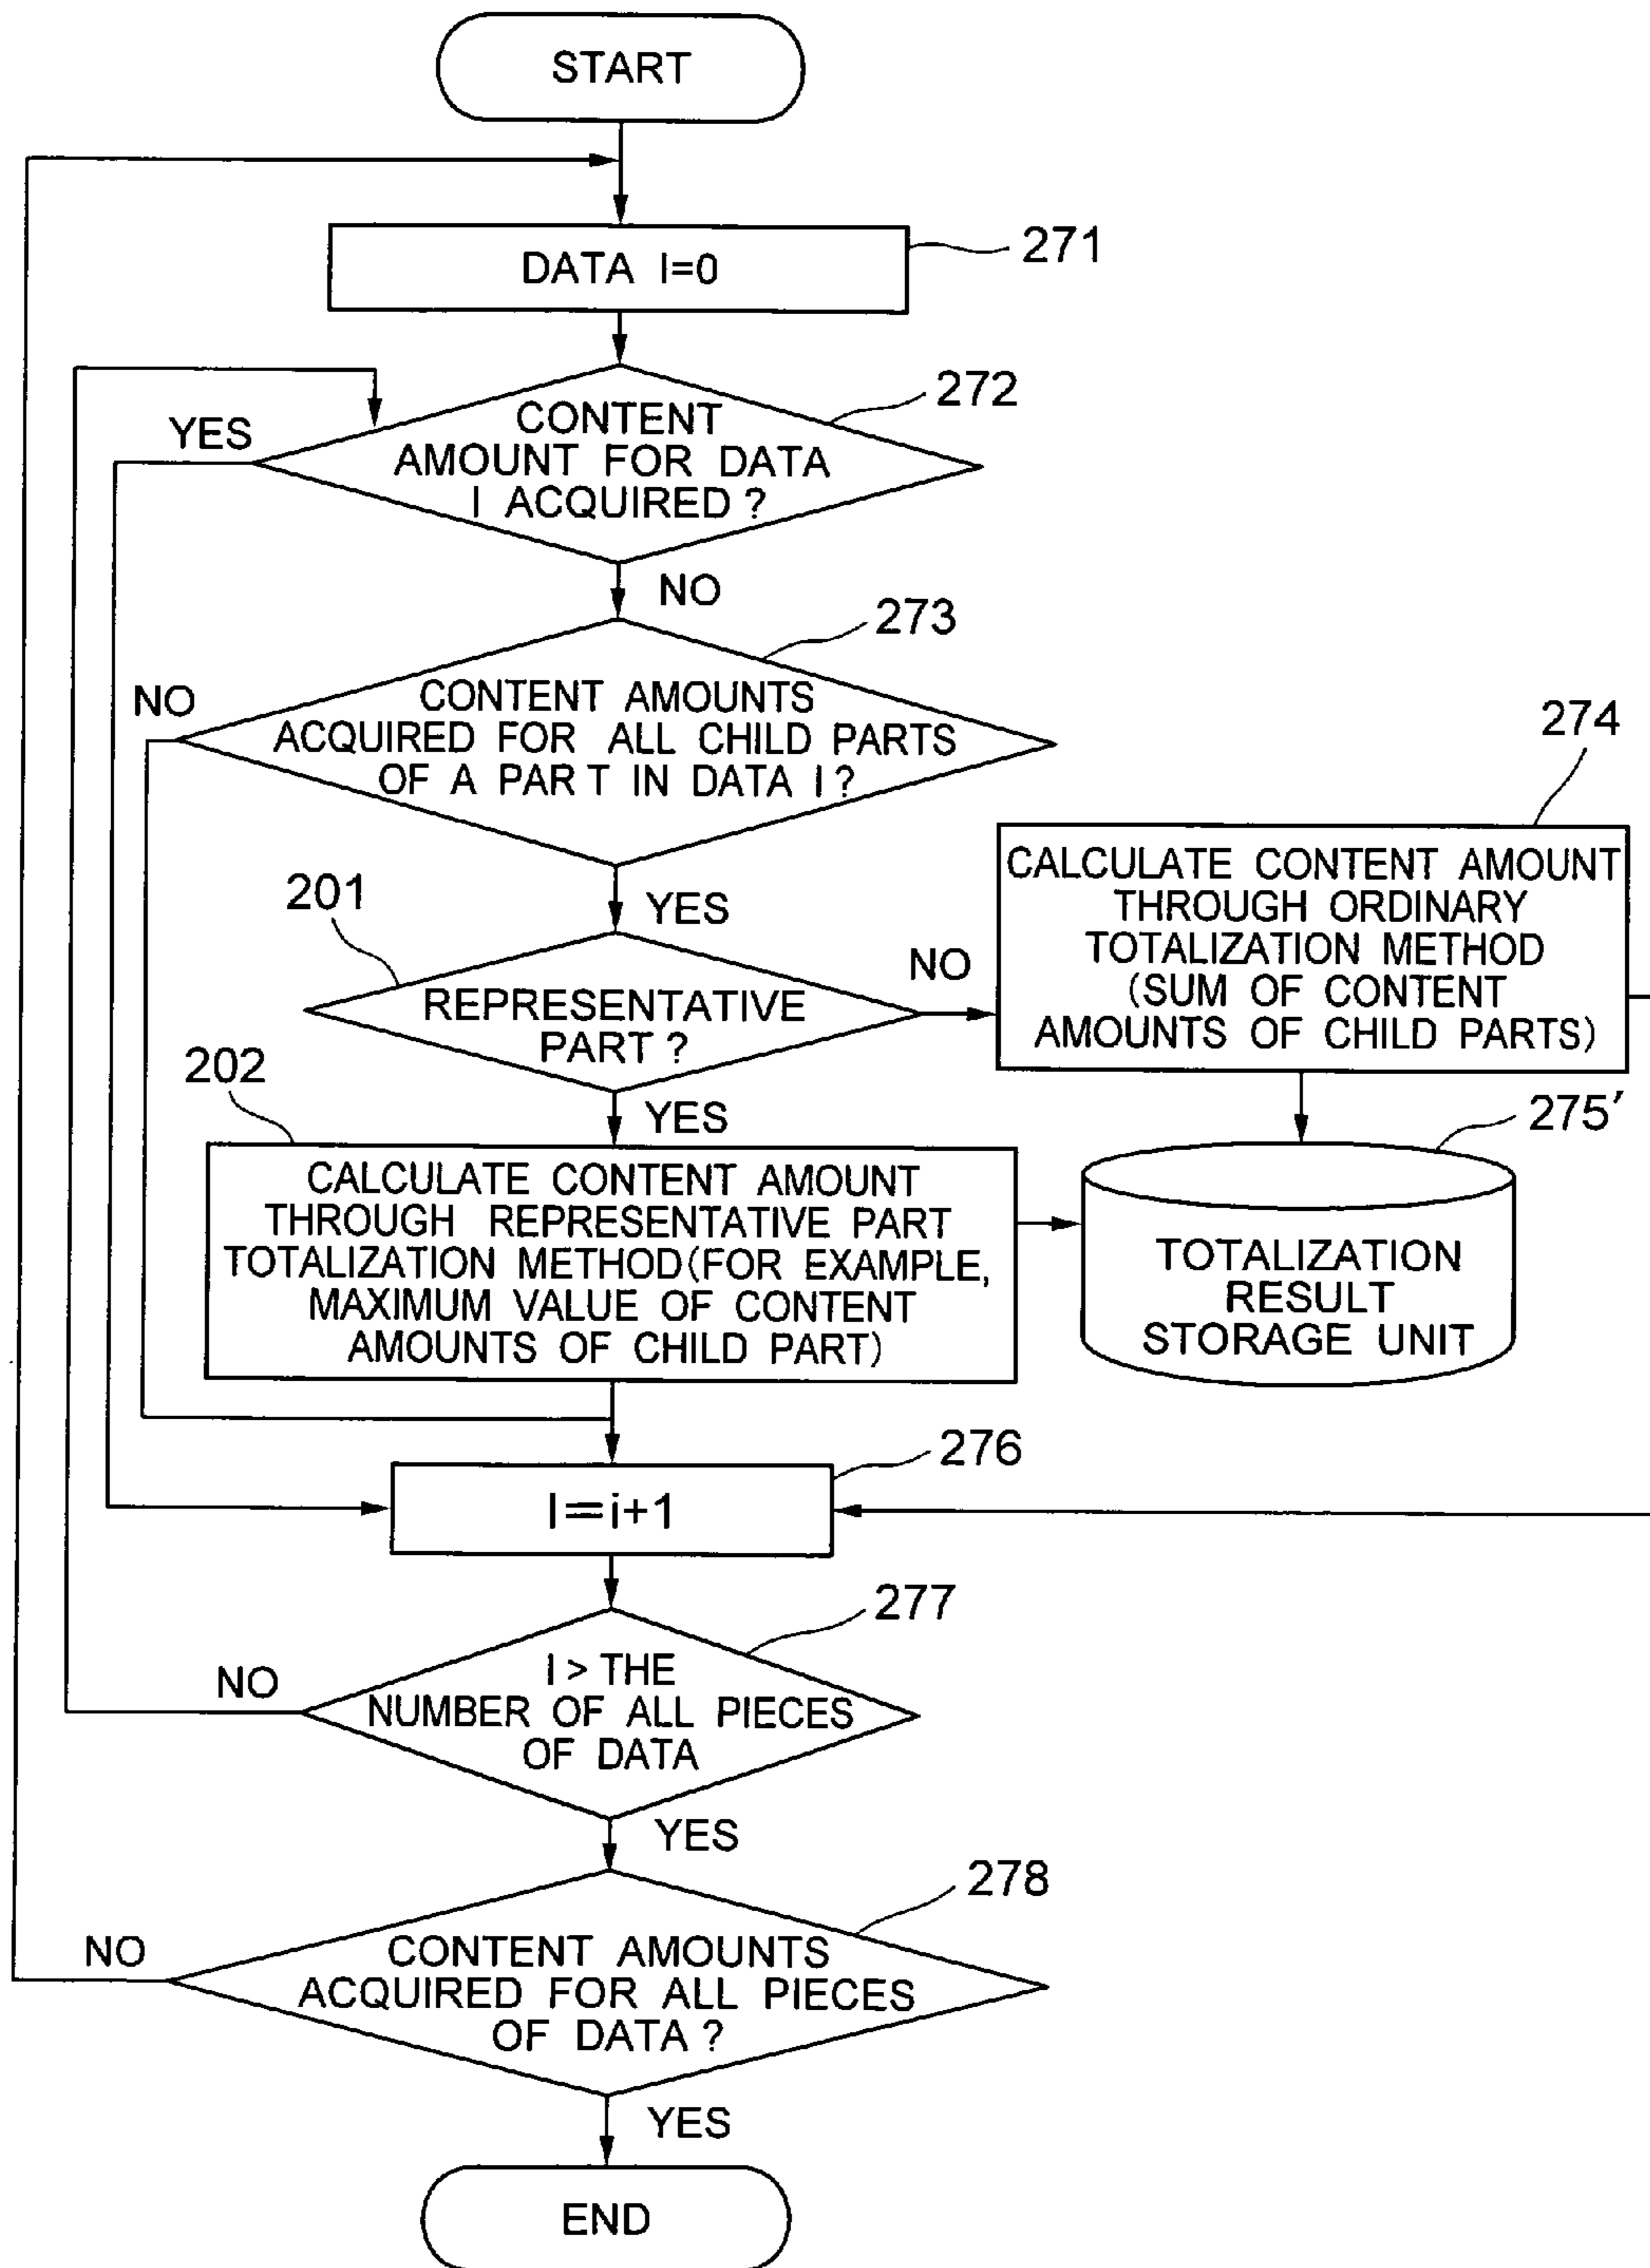 START
DATA I=0
271
CONTENT
AMOUNT FOR DATA
I ACQUIRED?
272
YES
NO
CONTENT AMOUNTS
ACQUIRED FOR ALL CHILD PARTS
OF A PART IN DATA I?
273
NO
YES
REPRESENTATIVE
PART?
201
NO
YES
CALCULATE CONTENT AMOUNT
THROUGH ORDINARY
TOTALIZATION METHOD
(SUM OF CONTENT
AMOUNTS OF CHILD PARTS)
274
CALCULATE CONTENT AMOUNT
THROUGH REPRESENTATIVE PART
TOTALIZATION METHOD(FOR EXAMPLE,
MAXIMUM VALUE OF CONTENT
AMOUNTS OF CHILD PART)
202
TOTALIZATION
RESULT
STORAGE UNIT
275′
I=i+1
276
I > THE
NUMBER OF ALL PIECES
OF DATA
277
NO
YES
CONTENT AMOUNTS
ACQUIRED FOR ALL PIECES
OF DATA?
278
NO
YES
END